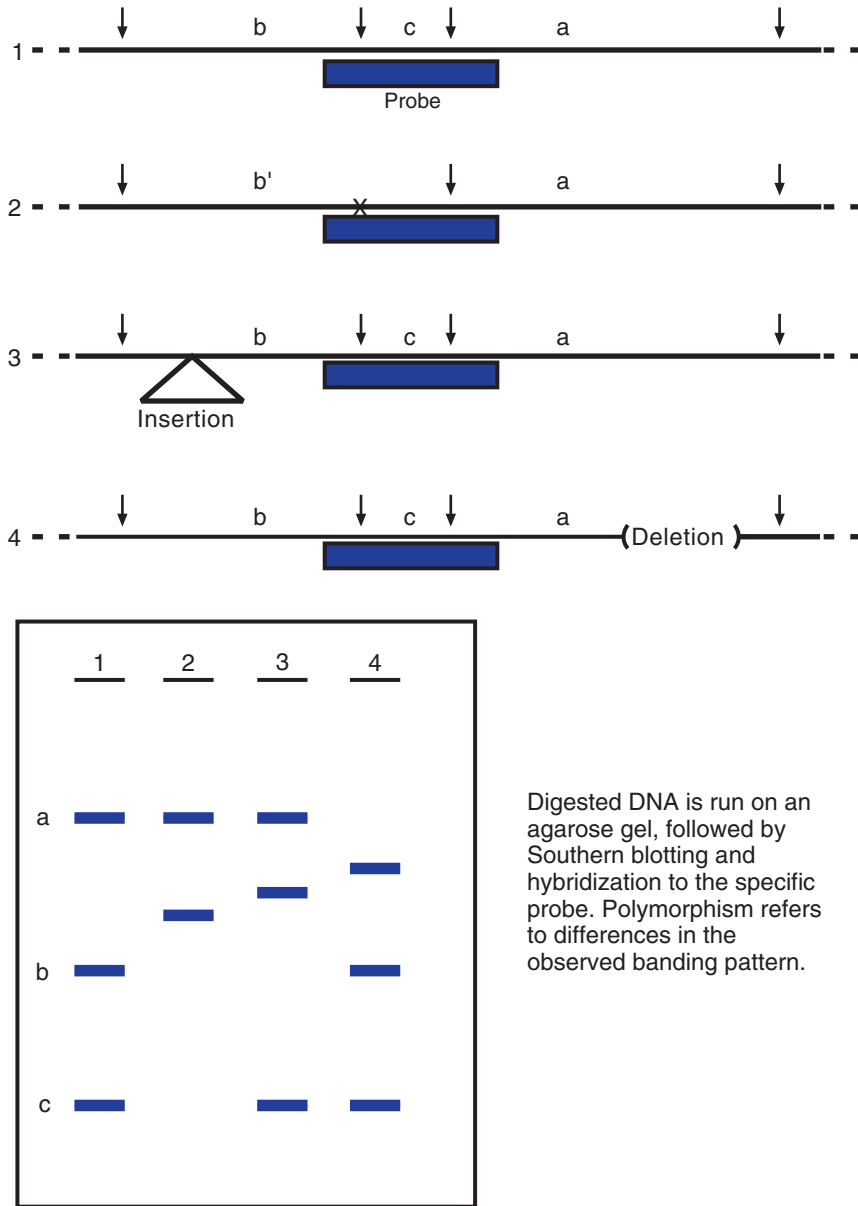 b c a
1
Probe
b' a
2 X
b c a
3
Insertion
b c a
4 (Deletion)
1 2 3 4
a
b
c
Digested DNA is run on an
agarose gel, followed by
Southern blotting and
hybridization to the specific
probe. Polymorphism refers
to differences in the
observed banding pattern.